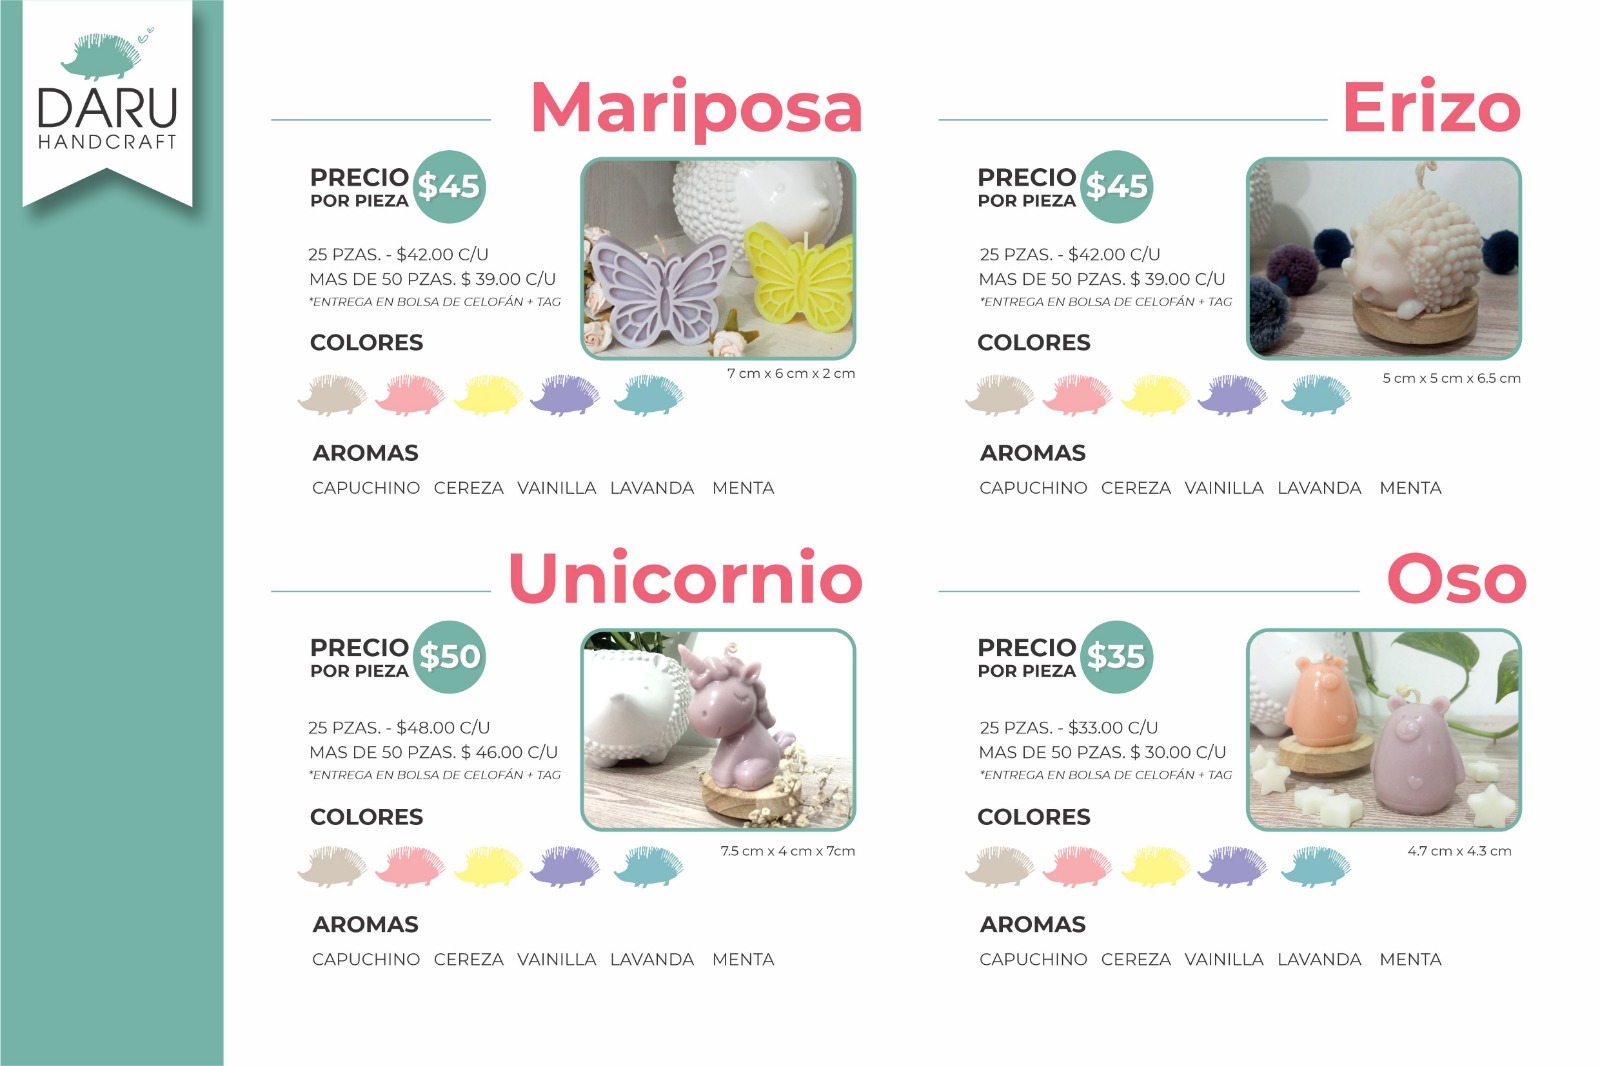 DARU
HANDCRAFT
Mariposa
PRECIO
POR PIEZA
$45
25 PZAS. - $42.00 C/U
MAS DE 50 PZAS. $ 39.00 C/U
*ENTREGA EN BOLSA DE CELOFÁN + TAG
COLORES
7 cm x 6 cm x 2 cm
AROMAS
CAPUCHINO CEREZA VAINILLA LAVANDA MENTA
Erizo
PRECIO
POR PIEZA
$45
25 PZAS. - $42.00 C/U
MAS DE 50 PZAS. $ 39.00 C/U
*ENTREGA EN BOLSA DE CELOFÁN + TAG
COLORES
5 cm x 5 cm x 6.5 cm
AROMAS
CAPUCHINO CEREZA VAINILLA LAVANDA MENTA
Unicornio
PRECIO
POR PIEZA
$50
25 PZAS. - $48.00 C/U
MAS DE 50 PZAS. $ 46.00 C/U
*ENTREGA EN BOLSA DE CELOFÁN + TAG
COLORES
7.5 cm x 4 cm x 7cm
AROMAS
CAPUCHINO CEREZA VAINILLA LAVANDA MENTA
Oso
PRECIO
POR PIEZA
$35
25 PZAS. - $33.00 C/U
MAS DE 50 PZAS. $ 30.00 C/U
*ENTREGA EN BOLSA DE CELOFÁN + TAG
COLORES
4.7 cm x 4.3 cm
AROMAS
CAPUCHINO CEREZA VAINILLA LAVANDA MENTA